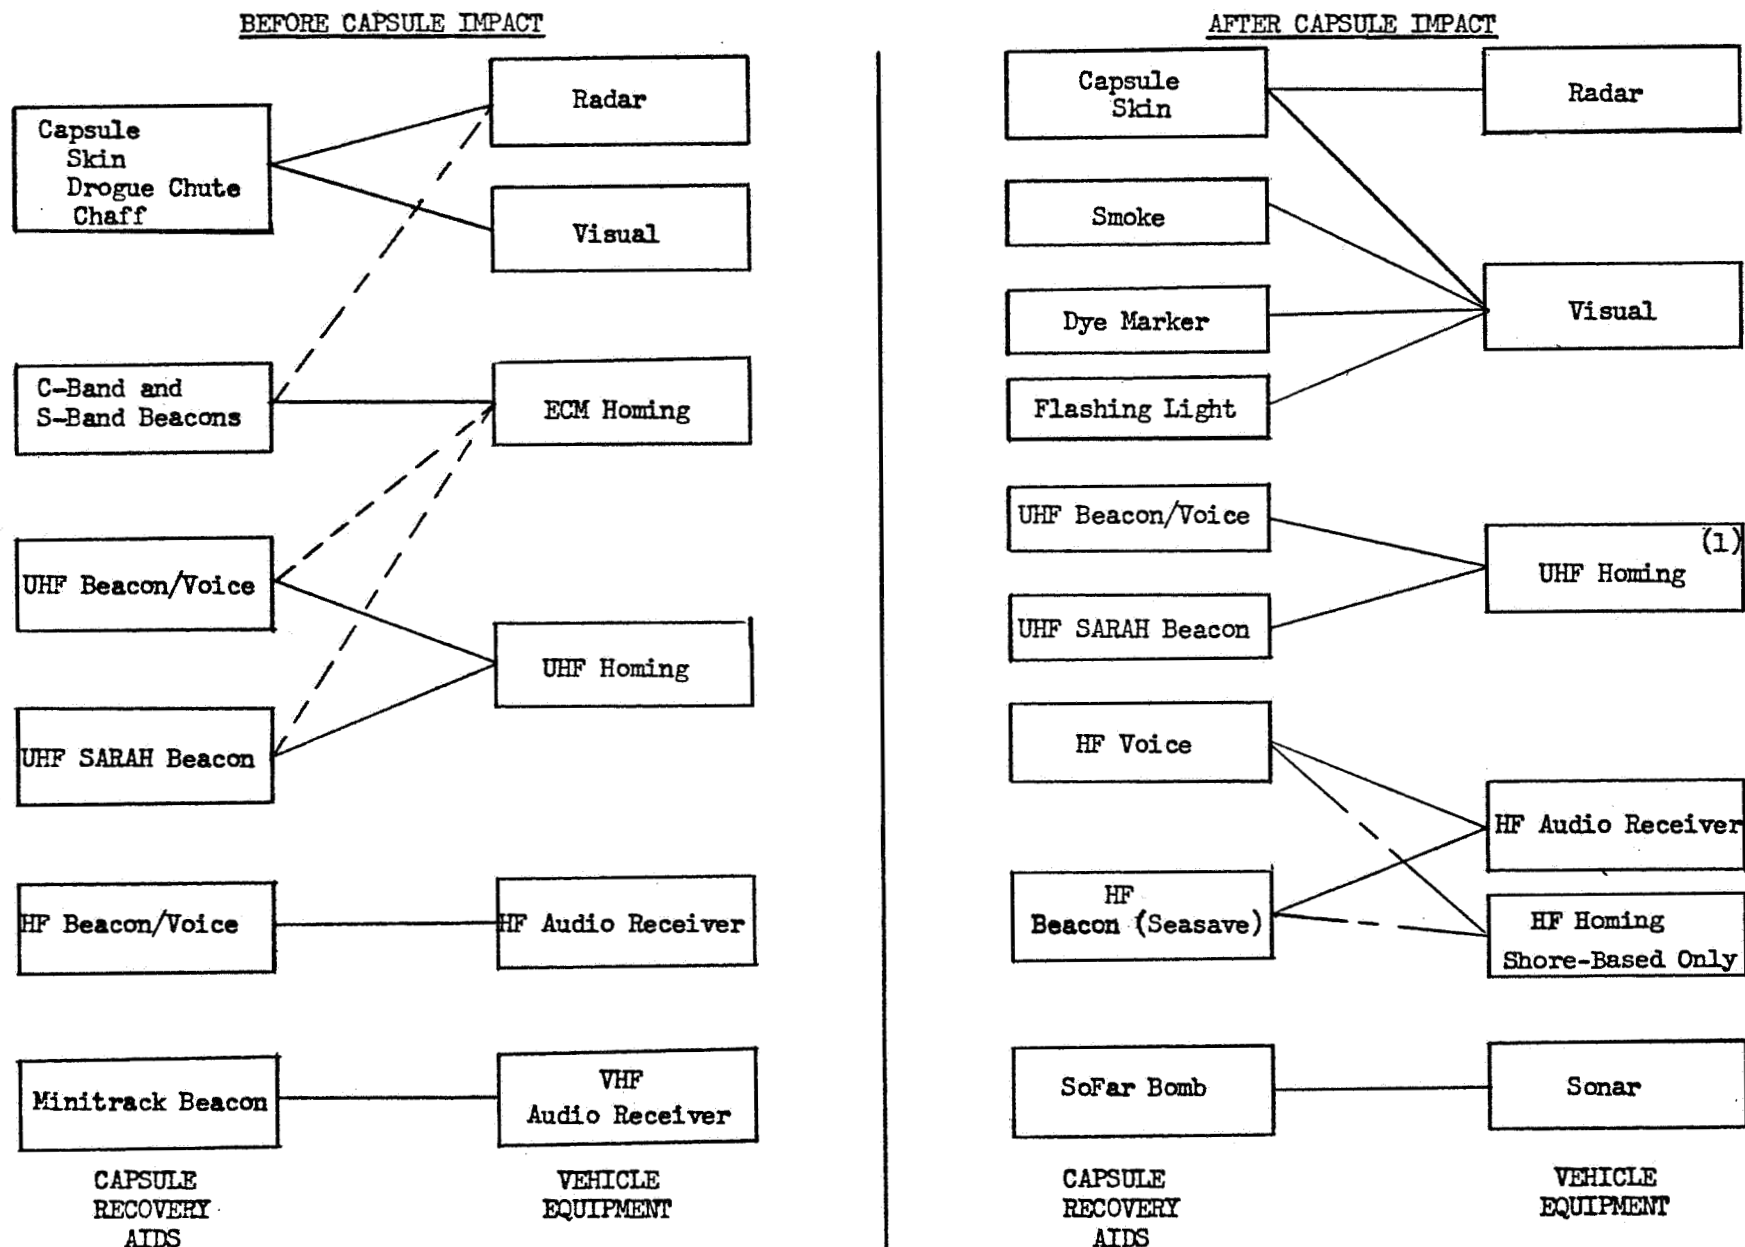 BEFORE CAPSULE IMPACT
Capsule
Skin
Drogue Chute
Chaff
Radar
Visual
C-Band and
S-Band Beacons
ECM Homing
UHF Beacon/Voice
UHF Homing
UHF SARAH Beacon
HF Beacon/Voice
HF Audio Receiver
Minitrack Beacon
VHF
Audio Receiver
CAPSULE
RECOVERY
AIDS
VEHICLE
EQUIPMENT
AFTER CAPSULE IMPACT
Capsule
Skin
Radar
Smoke
Dye Marker
Visual
Flashing Light
UHF Beacon/Voice
(1)
UHF Homing
UHF SARAH Beacon
HF Voice
HF Audio Receiver
HF
Beacon (Seasave)
HF Homing
Shore-Based Only
SoFar Bomb
Sonar
CAPSULE
RECOVERY
AIDS
VEHICLE
EQUIPMENT